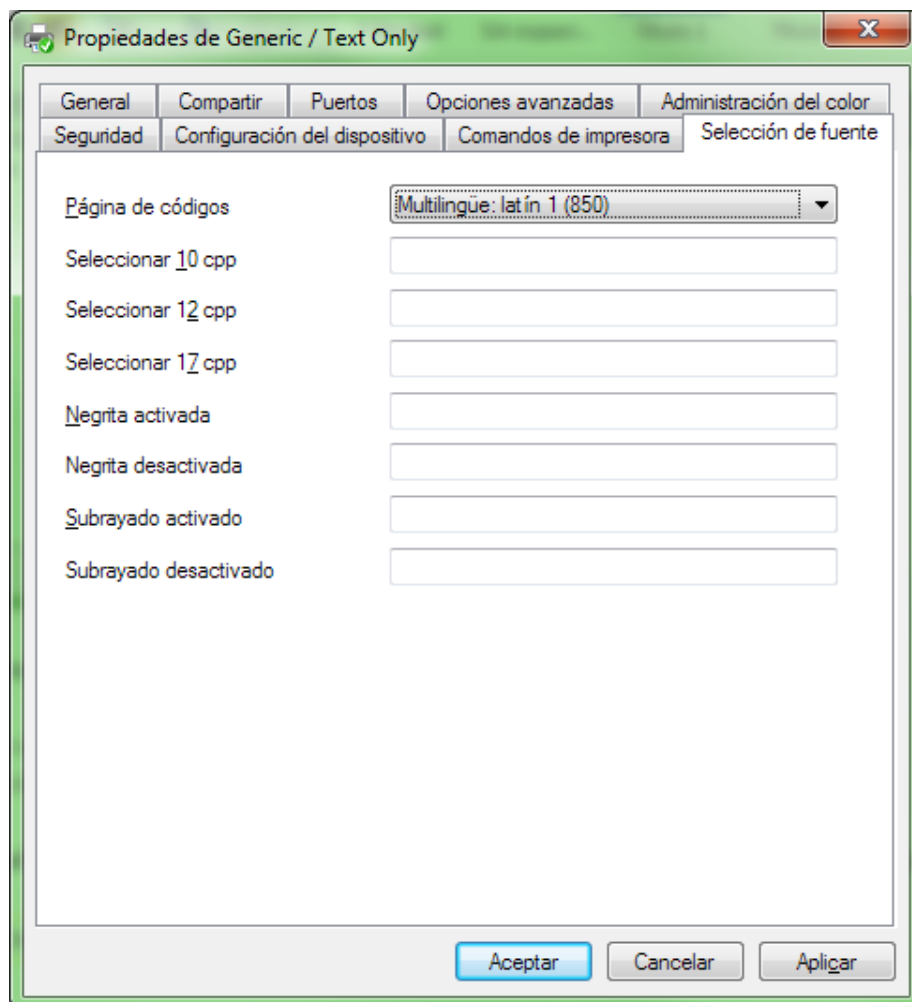 Propiedades de Generic / Text Only
General Compartir Puertos Opciones avanzadas Administración del color
Seguridad Configuración del dispositivo Comandos de impresora Selección de fuente
Página de códigos Multilingüe: latín 1 (850)
Seleccionar 10 cpp
Seleccionar 12 cpp
Seleccionar 17 cpp
Negrita activada
Negrita desactivada
Subrayado activado
Subrayado desactivado
Aceptar Cancelar Aplicar